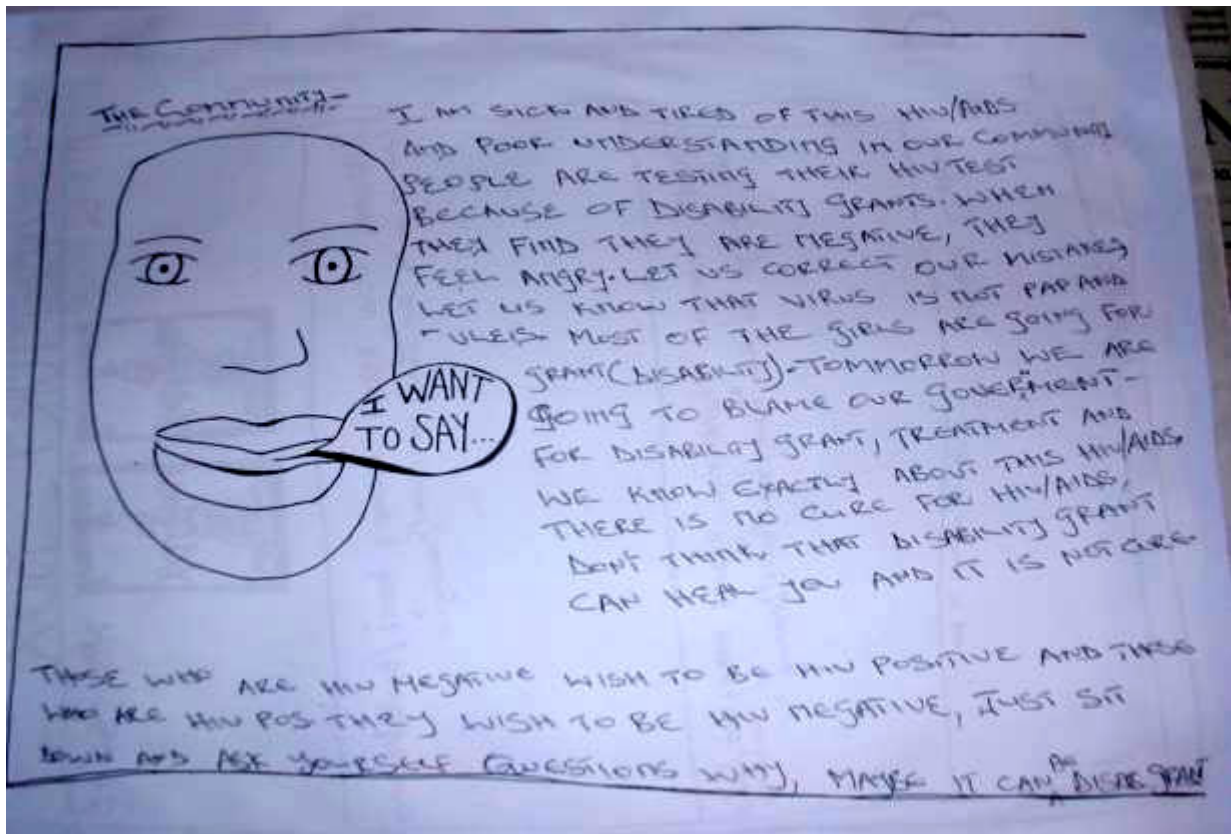 THE COMMUNITY-
I AM SICK AND TIRED OF THIS HIV/AIDS
AND POOR UNDERSTANDING IN OUR COMMUNITY
PEOPLE ARE TESTING THEIR HIV TEST
BECAUSE OF DISABILITY GRANTS. WHEN
THEY FIND THEY ARE NEGATIVE, THEY
FEEL ANGRY. LET US CORRECT OUR MISTAKES,
LET US KNOW THAT VIRUS IS NOT PAP AND
MOST OF THE GIRLS ARE GOING FOR
GRANT (DISABILITY). TOMMORROW WE ARE
GOING TO BLAME OUR GOVERMENT-
FOR DISABILITY GRANT, TREATMENT AND
WE KNOW EXACTLY ABOUT THIS HIV/AIDS.
THERE IS NO CURE FOR HIV/AIDS,
DONT THINK THAT DISABILITY GRANT
CAN HEAL YOU AND IT IS NOT CURE.
I WANT
TO SAY...
THOSE WHO ARE HIV NEGATIVE WISH TO BE HIV POSITIVE AND THOSE
WHO ARE HIV POS THEY WISH TO BE HIV NEGATIVE, JUST SIT
DOWN AND ASK YOURSELF QUESTIONS WHY, MAYBE IT CAN BE GRANT